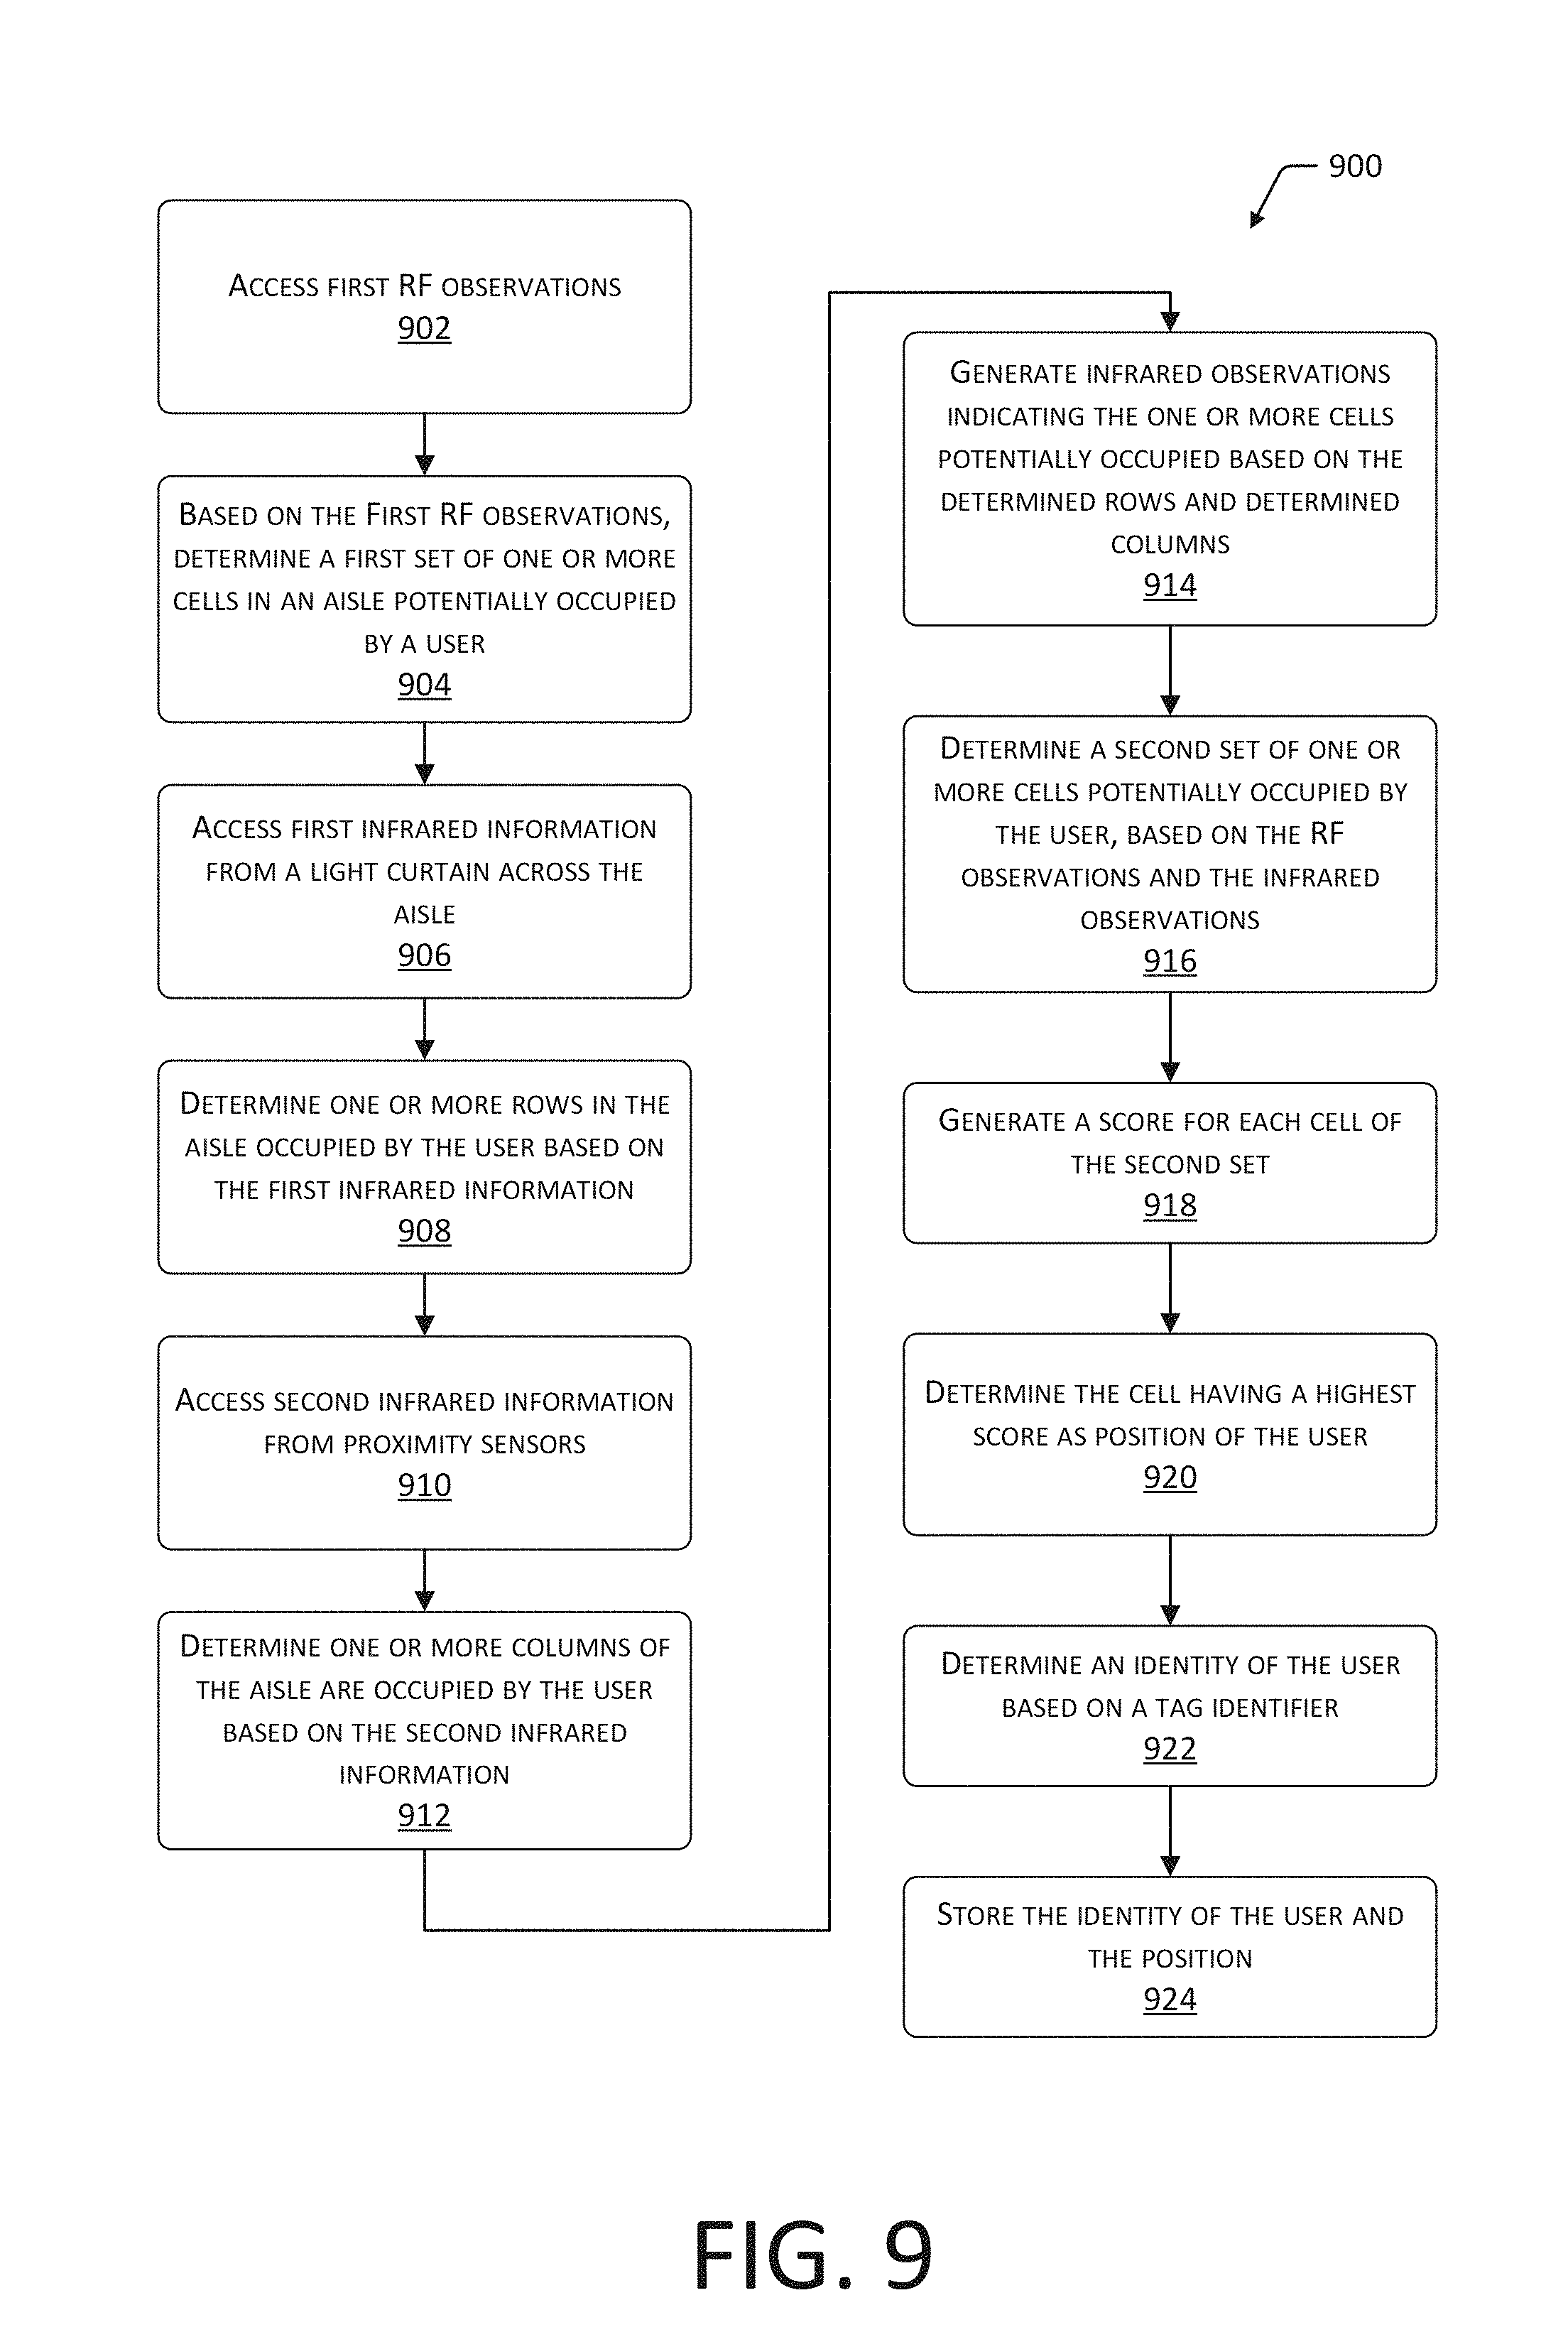 900
ACCESS FIRST RF OBSERVATIONS
902
BASED ON THE FIRST RF OBSERVATIONS,
DETERMINE A FIRST SET OF ONE OR MORE
CELLS IN AN AISLE POTENTIALLY OCCUPIED
BY A USER
904
ACCESS FIRST INFRARED INFORMATION
FROM A LIGHT CURTAIN ACROSS THE
AISLE
906
DETERMINE ONE OR MORE ROWS IN THE
AISLE OCCUPIED BY THE USER BASED ON
THE FIRST INFRARED INFORMATION
908
ACCESS SECOND INFRARED INFORMATION
FROM PROXIMITY SENSORS
910
DETERMINE ONE OR MORE COLUMNS OF
THE AISLE ARE OCCUPIED BY THE USER
BASED ON THE SECOND INFRARED
INFORMATION
912
GENERATE INFRARED OBSERVATIONS
INDICATING THE ONE OR MORE CELLS
POTENTIALLY OCCUPIED BASED ON THE
DETERMINED ROWS AND DETERMINED
COLUMNS
914
DETERMINE A SECOND SET OF ONE OR
MORE CELLS POTENTIALLY OCCUPIED BY
THE USER, BASED ON THE RF
OBSERVATIONS AND THE INFRARED
OBSERVATIONS
916
GENERATE A SCORE FOR EACH CELL OF
THE SECOND SET
918
DETERMINE THE CELL HAVING A HIGHEST
SCORE AS POSITION OF THE USER
920
DETERMINE AN IDENTITY OF THE USER
BASED ON A TAG IDENTIFIER
922
STORE THE IDENTITY OF THE USER AND
THE POSITION
924
FIG. 9